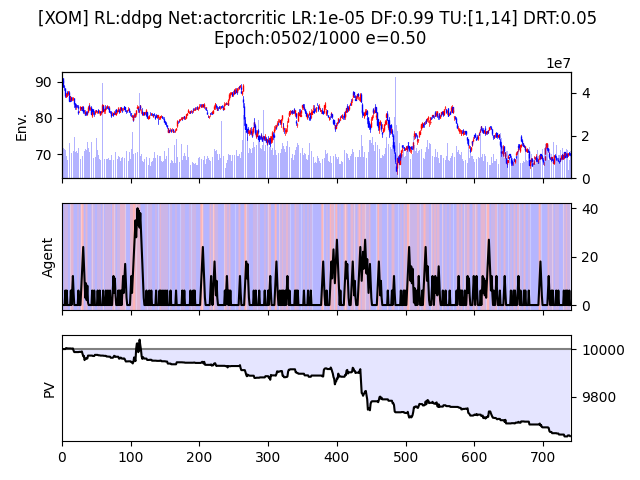 [XOM] RL:ddpg Net:actorcritic LR:1e-05 DF:0.99 TU:[1,14] DRT:0.05
Epoch:0502/1000 e=0.50
1e7
Env.
90
80
70
4
2
0
Agent
40
20
0
PV
10000
9800
0 100 200 300 400 500 600 700